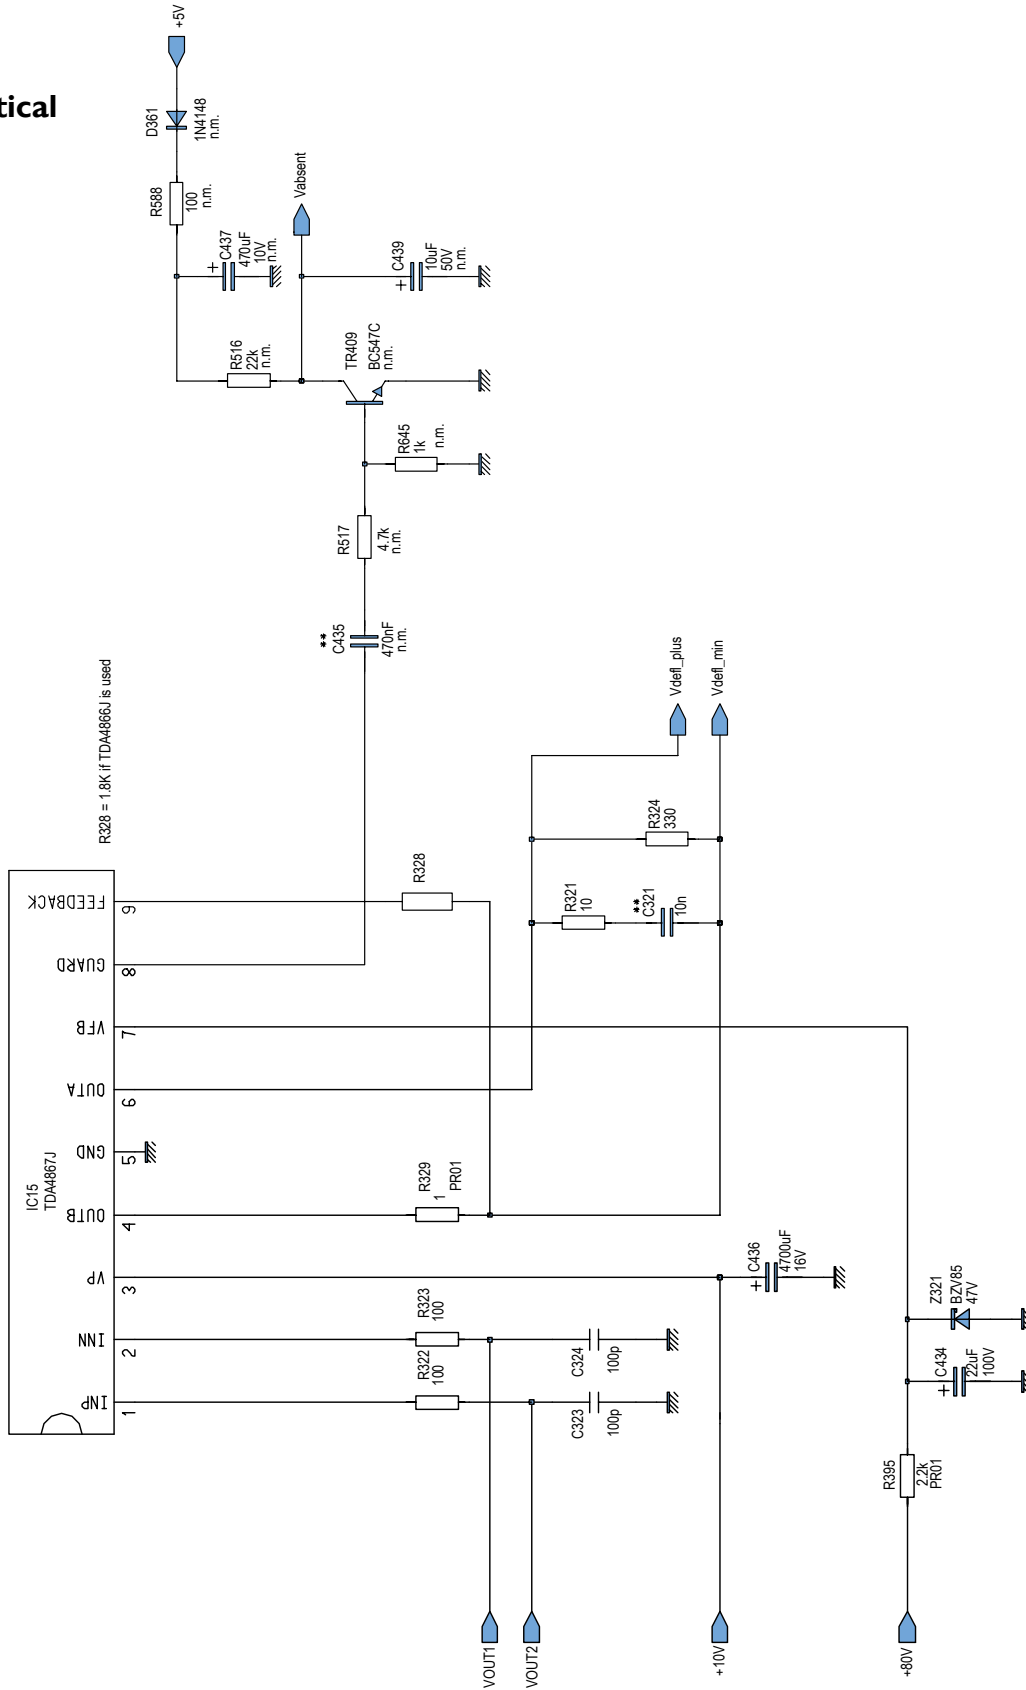 tical
+5V
D361
1N4148
n.m.
R588
100
n.m.
C437
470uF
10V
n.m.
+
Vabsent
C439
10uF
50V
n.m.
+
R516
22k
n.m.
TR409
BC547C
n.m.
R645
1k
n.m.
R517
4.7k
n.m.
**
C435
470nF
n.m.
R328 = 1.8K if TDA4866J is used
Vdefl_plus
Vdefl_min
R324
330
R321
10
**
C321
10n
R328
FEEDBACK
9
GUARD
8
VFB
7
OUTA
6
GND
5
OUTB
4
VP
3
INN
2
INP
1
IC15
TDA4867J
R329
1
PR01
C436
4700uF
16V
+
R323
100
R322
100
C324
100p
C323
100p
Z321
BZV85
47V
C434
22uF
100V
+
R395
2.2k
PR01
VOUT1
VOUT2
+10V
+80V